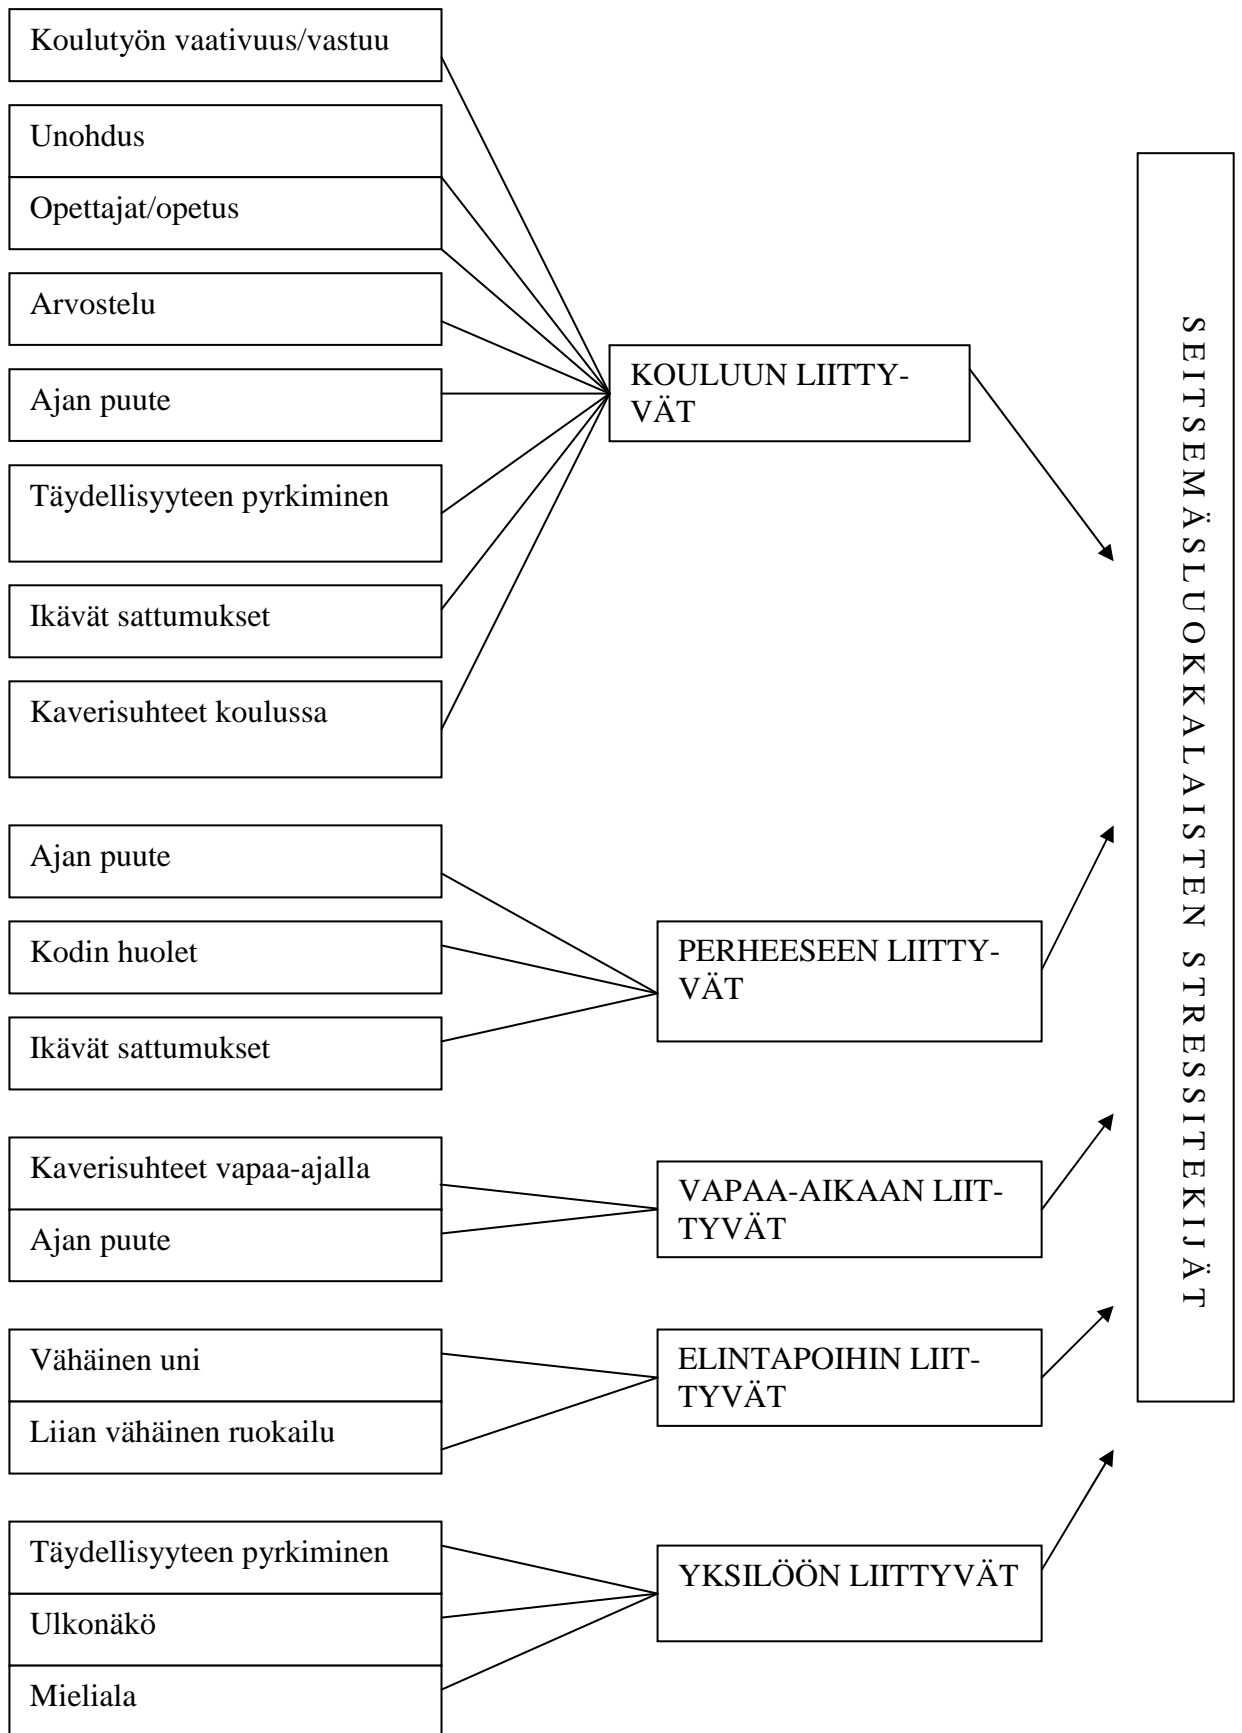 Koulutyön vaativuus/vastuu
Unohdus
Opettajat/opetus
Arvostelu
Ajan puute
Täydellisyyteen pyrkiminen
Ikävät sattumukset
Kaverisuhteet koulussa
KOULUUN LIITTY-
VÄT
Ajan puute
Kodin huolet
Ikävät sattumukset
PERHEESEEN LIITTY-
VÄT
Kaverisuhteet vapaa-ajalla
Ajan puute
VAPAA-AIKAAN LIIT-
TYVÄT
Vähäinen uni
Liian vähäinen ruokailu
ELINTAPOIHIN LIIT-
TYVÄT
Täydellisyyteen pyrkiminen
Ulkonäkö
Mieliala
YKSILÖÖN LIITTYVÄT
SEITSEMÄSLUOKKALAISTEN STRESSITEKIJÄT